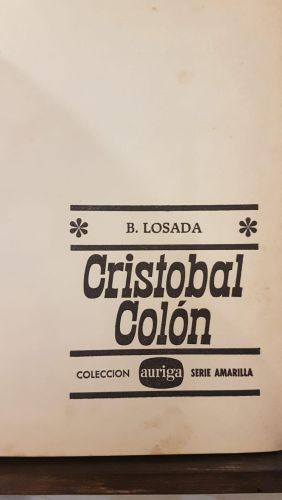 B. LOSADA
Cristobal
Colón
COLECCION auriga SERIE AMARILLA